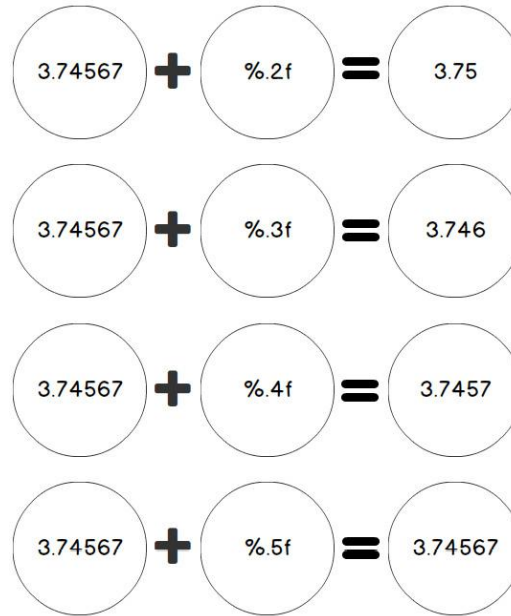 3.74567 + %.2f = 3.75
3.74567 + %.3f = 3.746
3.74567 + %.4f = 3.7457
3.74567 + %.5f = 3.74567